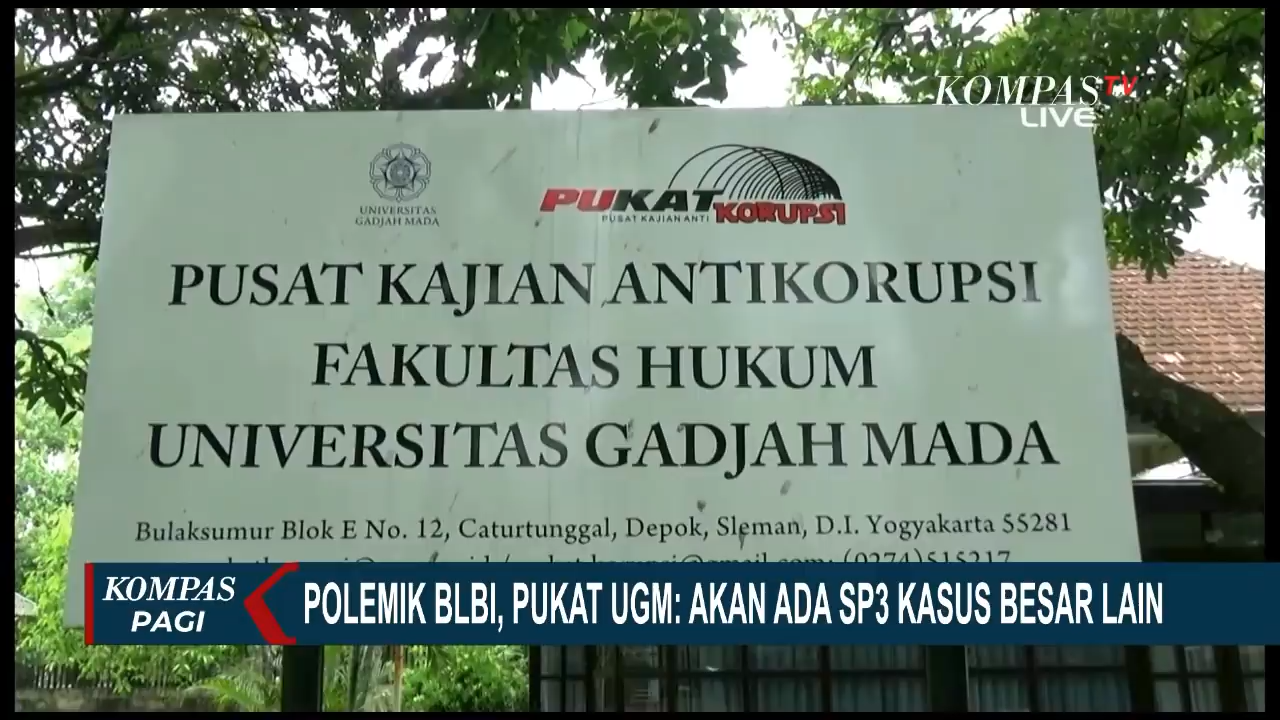 KOMPASTV
LIVE
UNIVERSITAS
GADJAH MADA
PUKAT
PUSAT KAJIAN ANTI KORUPSI
PUSAT KAJIAN ANTIKORUPSI
FAKULTAS HUKUM
UNIVERSITAS GADJAH MADA
Bulaksumur Blok E No. 12, Caturtunggal, Depok, Sleman, D.I. Yogyakarta 55281
(0274)515217
KOMPAS
PAGI
POLEMIK BLBI, PUKAT UGM: AKAN ADA SP3 KASUS BESAR LAIN